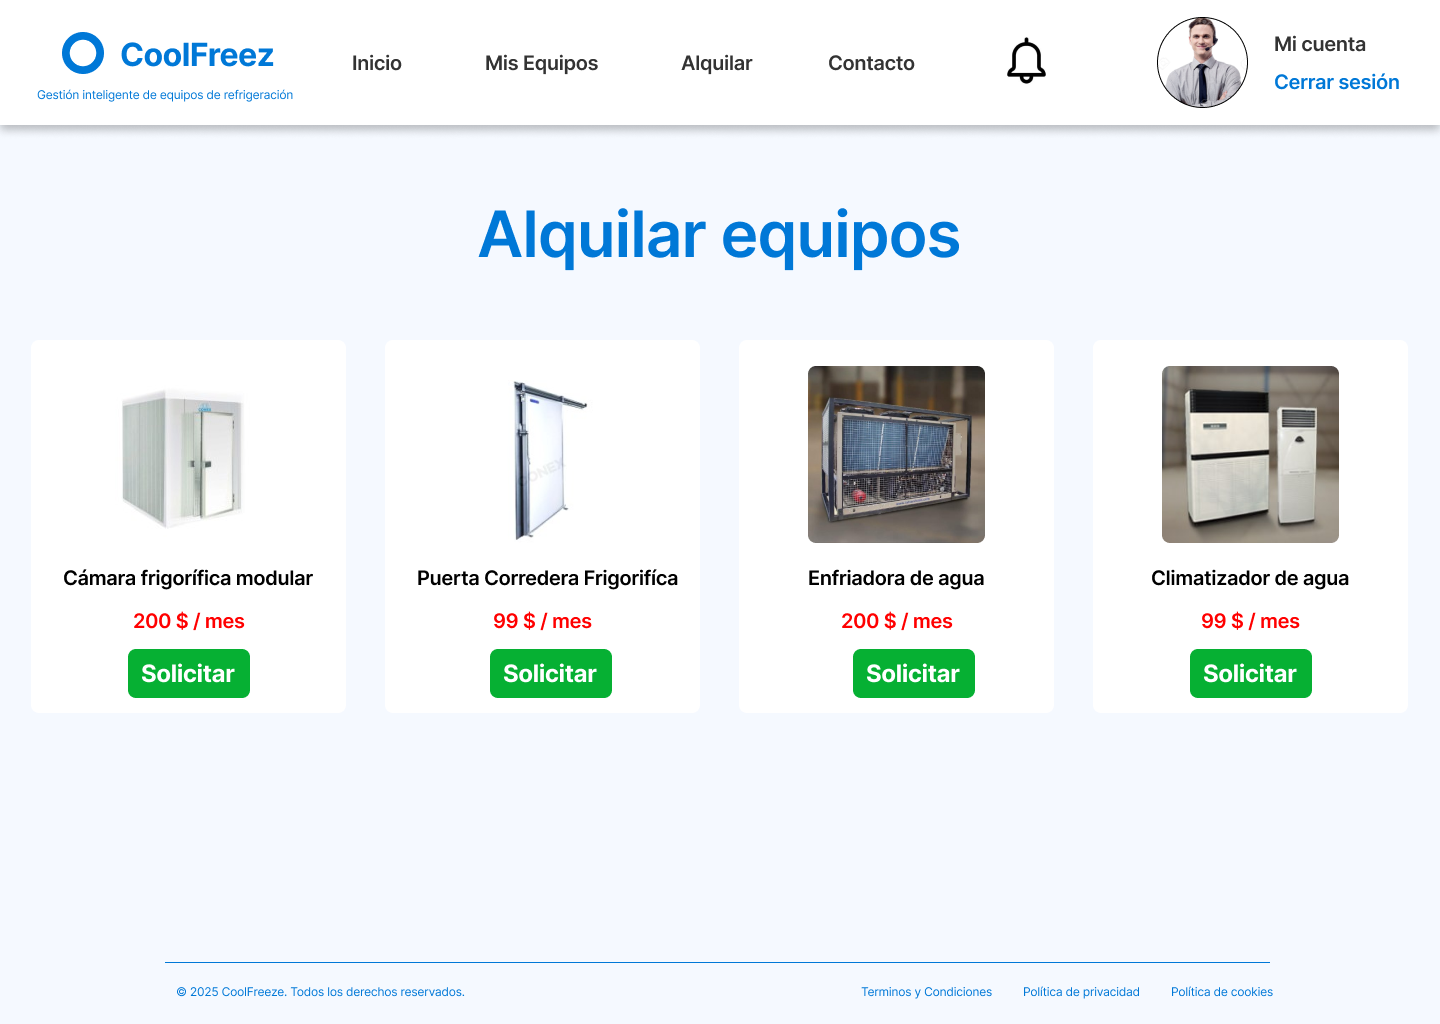 CoolFreez
Gestión inteligente de equipos de refrigeración
Inicio
Mis Equipos
Alquilar
Contacto
Mi cuenta
Cerrar sesión
Alquilar equipos
Cámara frigorífica modular
200 $ / mes
Solicitar
Puerta Corredera Frigorifíca
99 $ / mes
Solicitar
Enfriadora de agua
200 $ / mes
Solicitar
Climatizador de agua
99 $ / mes
Solicitar
© 2025 CoolFreeze. Todos los derechos reservados.
Terminos y Condiciones
Política de privacidad
Política de cookies